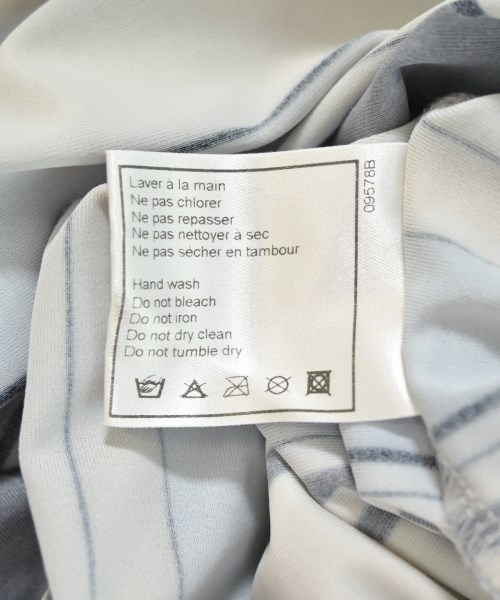 Laver à la main
Ne pas chlorer
Ne pas repasser
Ne pas nettoyer à sec
Ne pas sécher en tambour
Hand wash
Do not bleach
Do not iron
Do not dry clean
Do not tumble dry
09578B